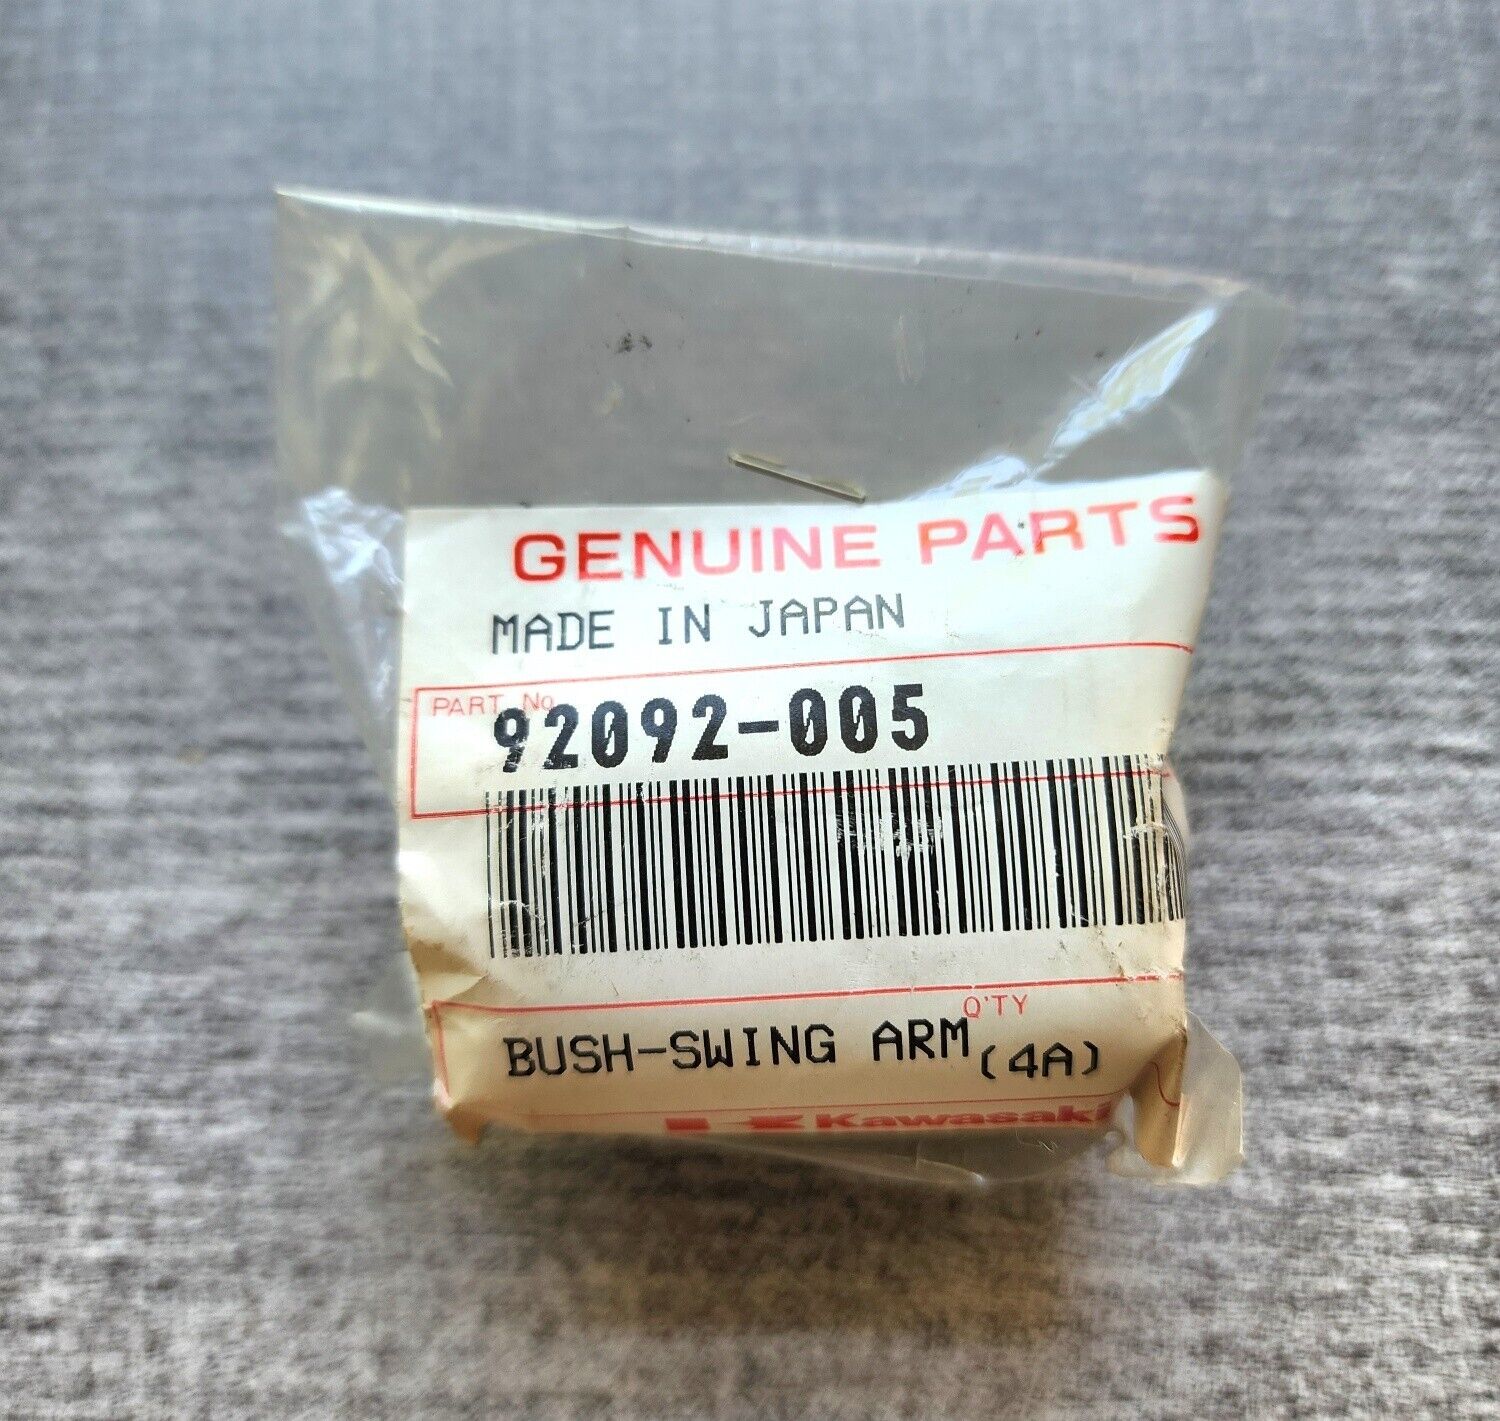 GENUINE PARTS
MADE IN JAPAN
PART No.
92092-005
Q'TY
BUSH-SWING ARM (4A)
Kawasaki